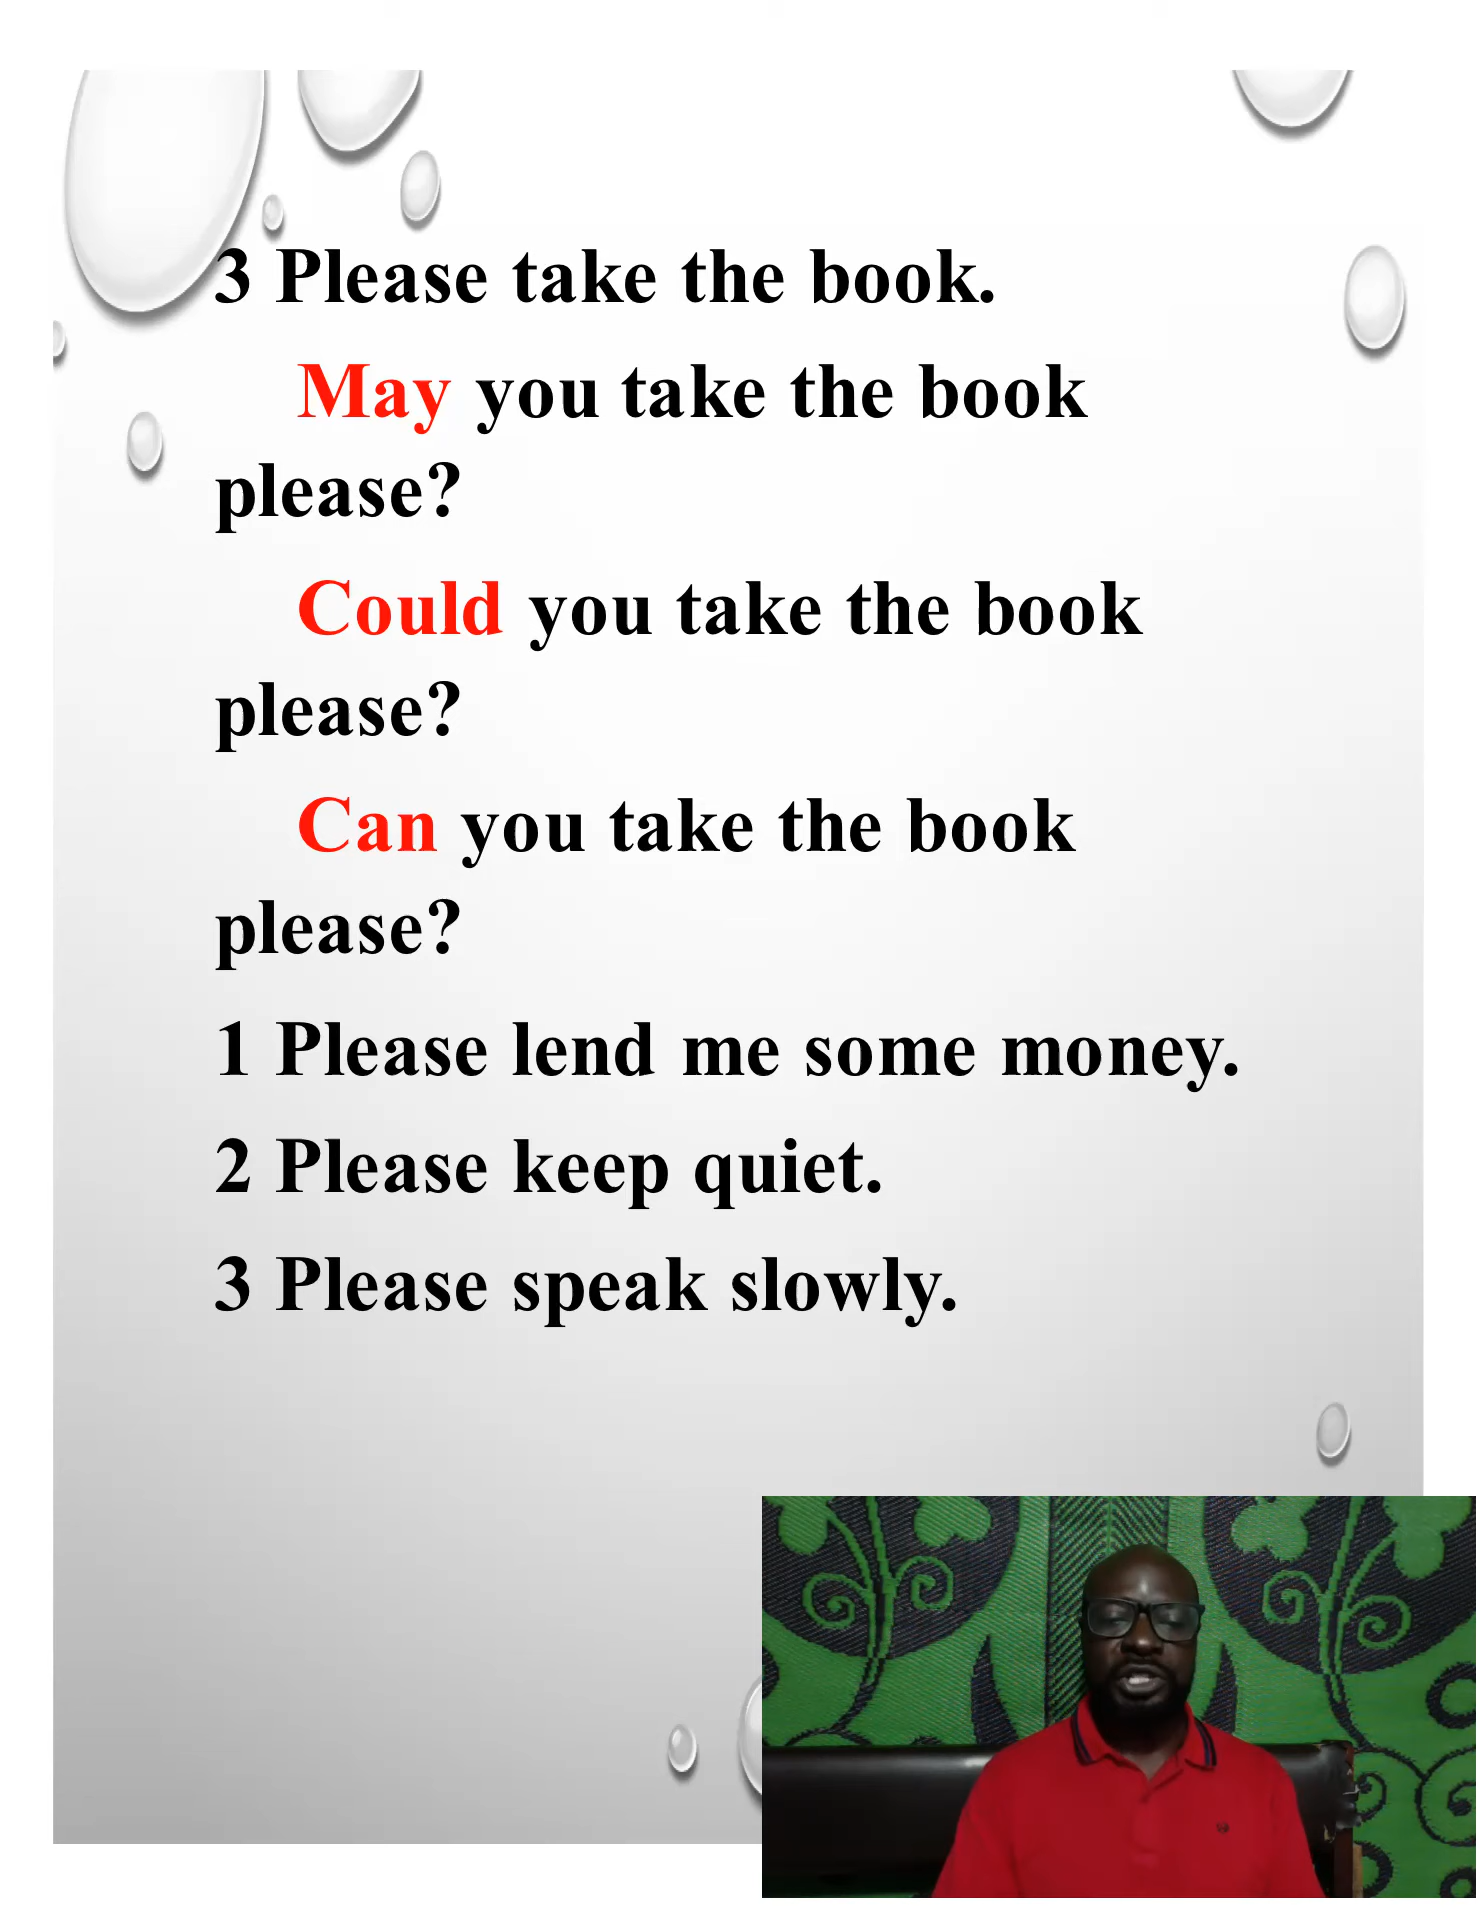 3 Please take the book.
May you take the book
please?
Could you take the book
please?
Can you take the book
please?
1 Please lend me some money.
2 Please keep quiet.
3 Please speak slowly.